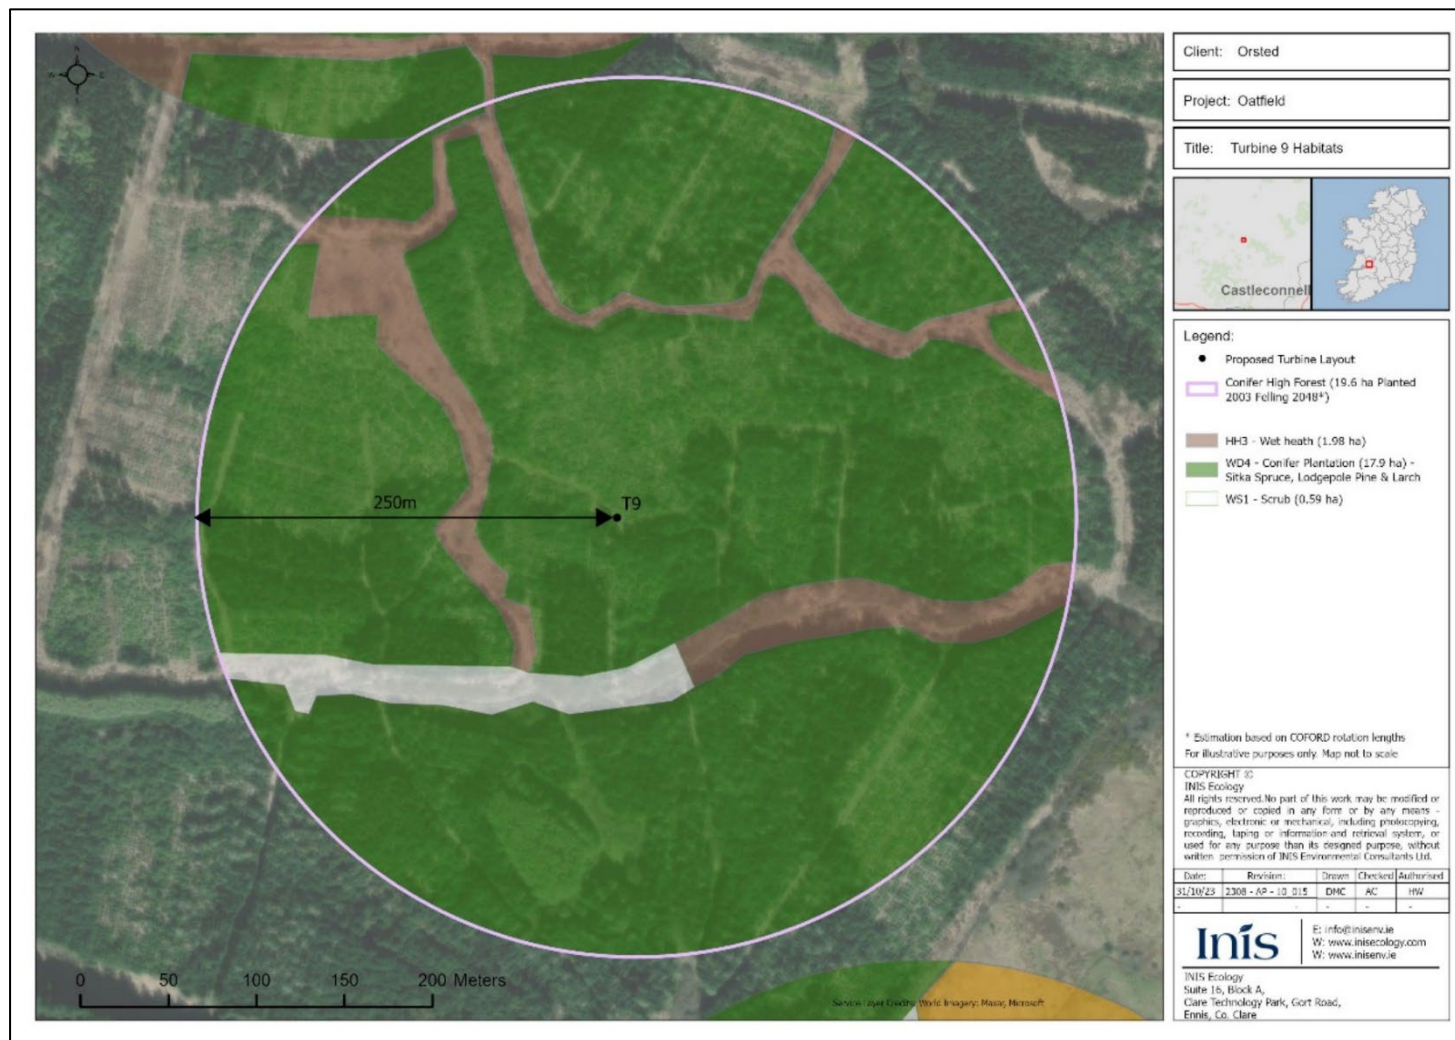 N
W
E
S
250m
T9
0 50 100 150 200 Meters
Service Layer Credits: World Imagery: Maxar, Microsoft
Client: Orsted
Project: Oatfield
Title: Turbine 9 Habitats
Castleconnell
Legend:
Proposed Turbine Layout
Conifer High Forest (19.6 ha Planted
2003 Felling 2048*)
HH3 - Wet heath (1.98 ha)
WD4 - Conifer Plantation (17.9 ha) -
Sitka Spruce, Lodgepole Pine & Larch
WS1 - Scrub (0.59 ha)
* Estimation based on COFORD rotation lengths
For illustrative purposes only. Map not to scale
COPYRIGHT ©
INIS Ecology
All rights reserved.No part of this work may be modified or
reproduced or copied in any form or by any means -
graphics, electronic or mechanical, including photocopying,
recording, taping or information and retrieval system, or
used for any purpose than its designed purpose, without
written permission of INIS Environmental Consultants Ltd.
Date: Revision: Drawn Checked Authorised
31/10/23 2308 - AP - 10_015 DMC AC HW
- - - - -
Inis
E: info@inisenv.ie
W: www.inisecology.com
W: www.inisenv.ie
INIS Ecology
Suite 16, Block A,
Clare Technology Park, Gort Road,
Ennis, Co. Clare